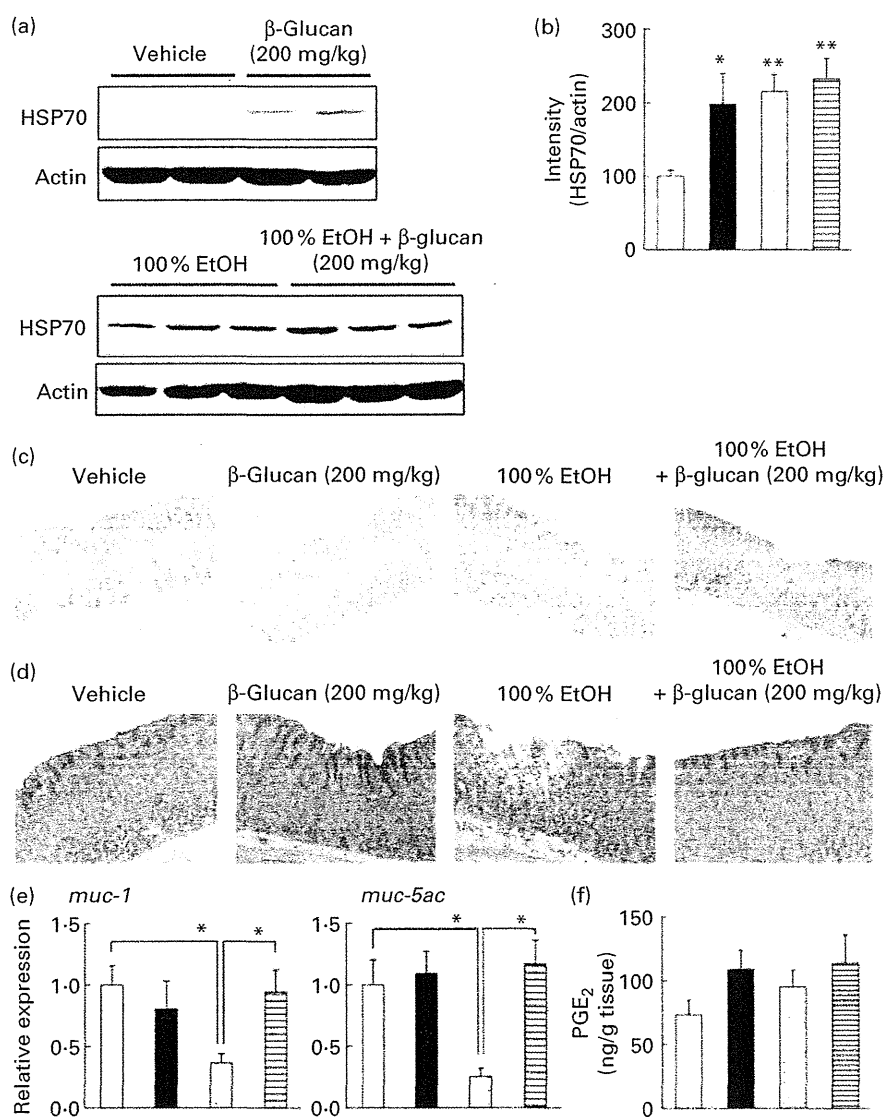 (a)
Vehicle
β-Glucan
(200 mg/kg)
HSP70
Actin
100% EtOH
100% EtOH + β-glucan
(200 mg/kg)
HSP70
Actin
(b)
Intensity
(HSP70/actin)
300
200
100
0
*
**
**
(c)
Vehicle
β-Glucan (200 mg/kg)
100% EtOH
100% EtOH
+ β-glucan (200 mg/kg)
(d)
Vehicle
β-Glucan (200 mg/kg)
100% EtOH
100% EtOH
+ β-glucan (200 mg/kg)
(e)
muc-1
Relative expression
1·5
1·0
0·5
0·0
*
*
muc-5ac
1·5
1·0
0·5
0·0
*
*
(f)
PGE₂
(ng/g tissue)
150
100
50
0